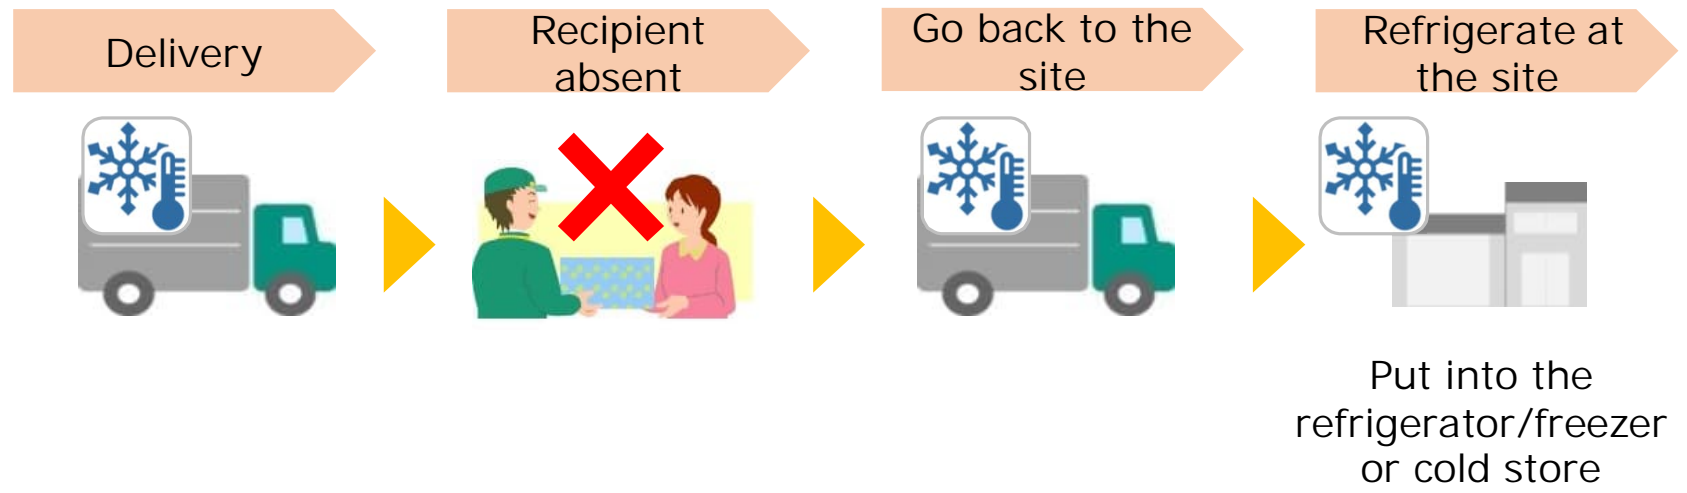 Delivery
Recipient
absent
Go back to the
site
Refrigerate at
the site
Put into the
refrigerator/freezer
or cold store